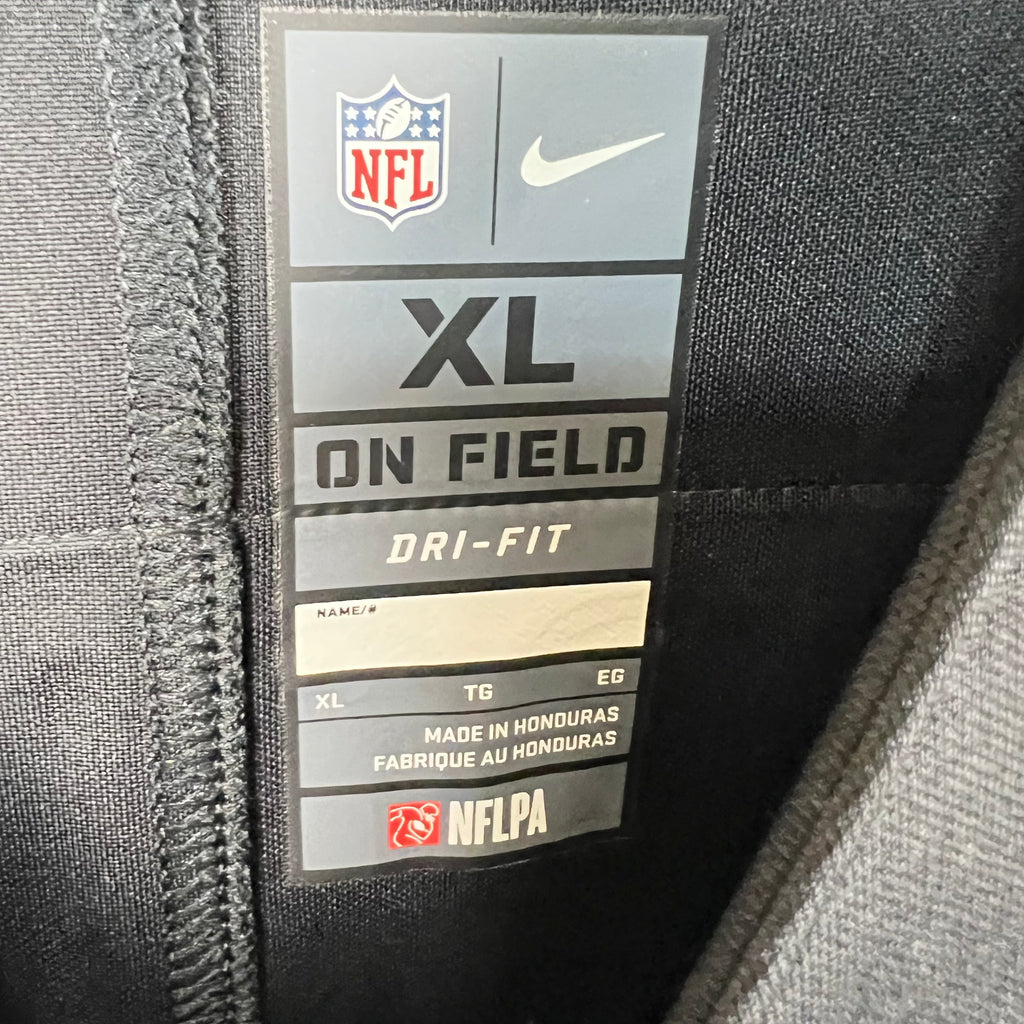 NFL
XL
ON FIELD
DRI-FIT
NAME/#
XL TG EG
MADE IN HONDURAS
FABRIQUE AU HONDURAS
NFLPA